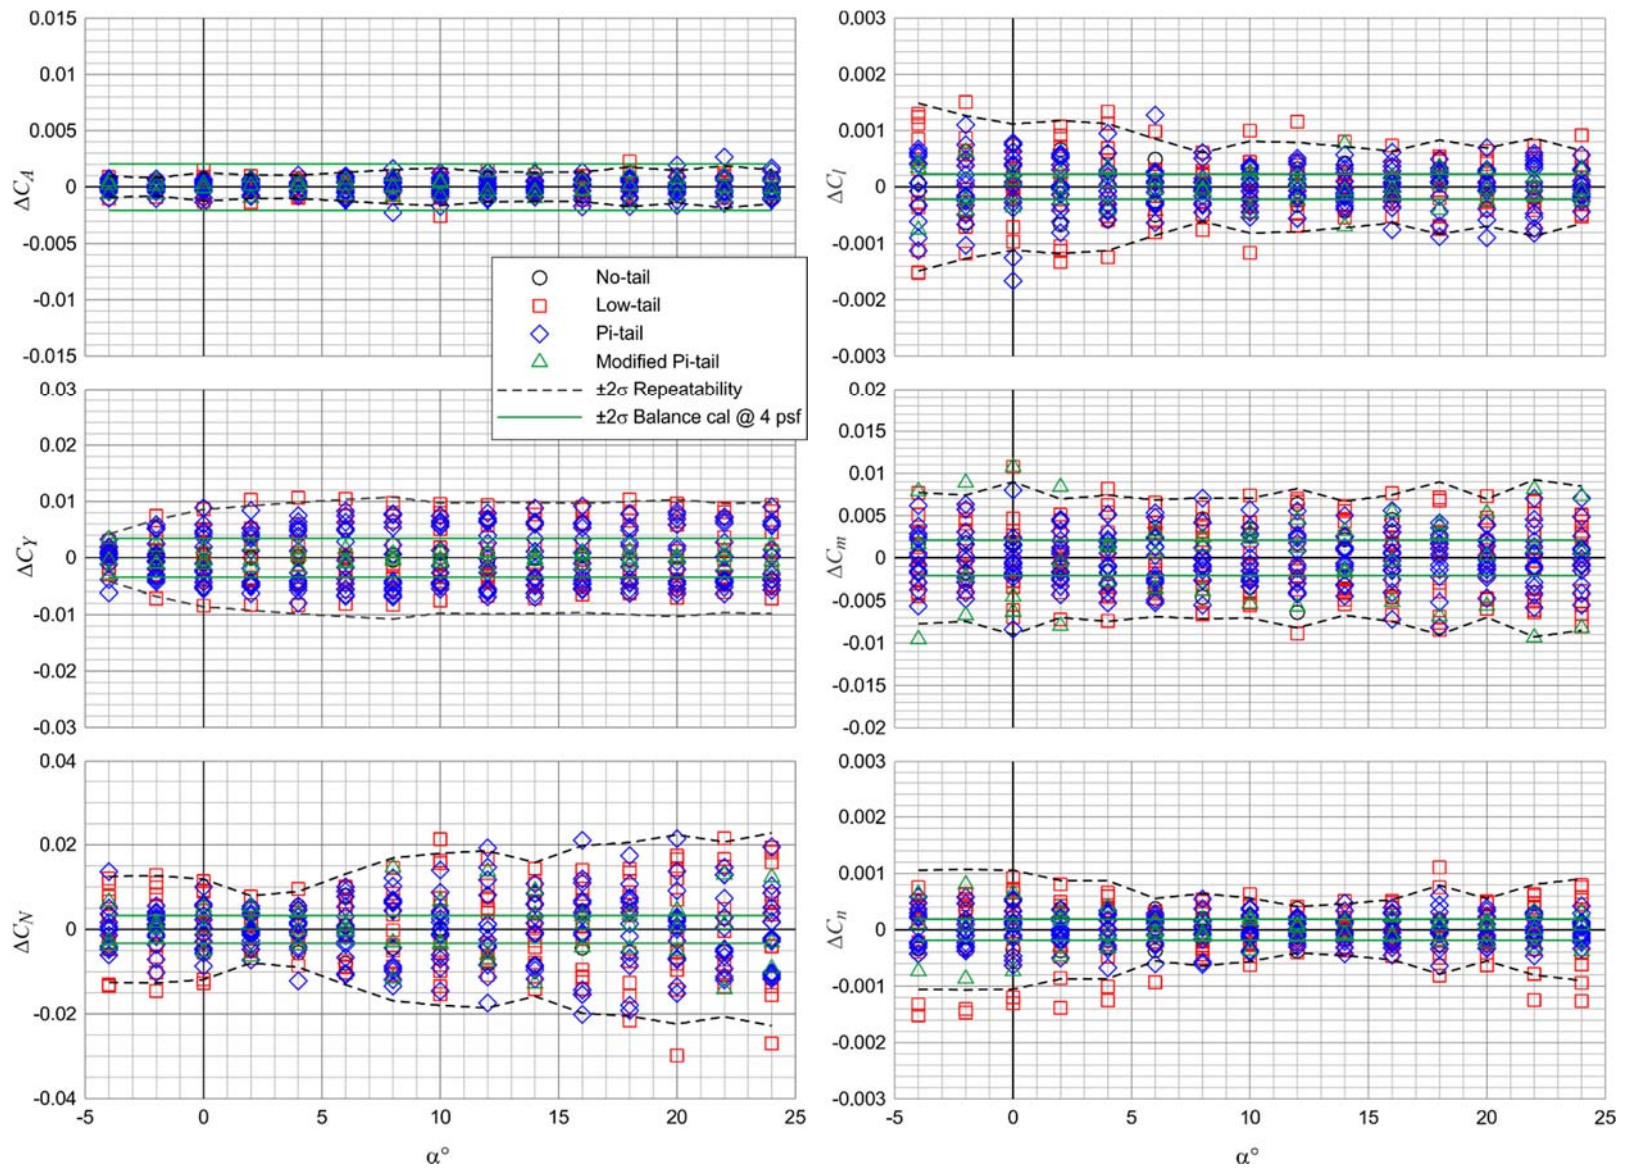 0.015
0.01
0.005
0
-0.005
-0.01
-0.015
ΔC_A
0.003
0.002
0.001
0
-0.001
-0.002
-0.003
ΔC_l
No-tail
Low-tail
Pi-tail
Modified Pi-tail
±2σ Repeatability
±2σ Balance cal @ 4 psf
0.03
0.02
0.01
0
-0.01
-0.02
-0.03
ΔC_Y
0.02
0.015
0.01
0.005
0
-0.005
-0.01
-0.015
-0.02
ΔC_m
0.04
0.02
0
-0.02
-0.04
ΔC_N
-5 0 5 10 15 20 25
α°
0.003
0.002
0.001
0
-0.001
-0.002
-0.003
ΔC_n
-5 0 5 10 15 20 25
α°